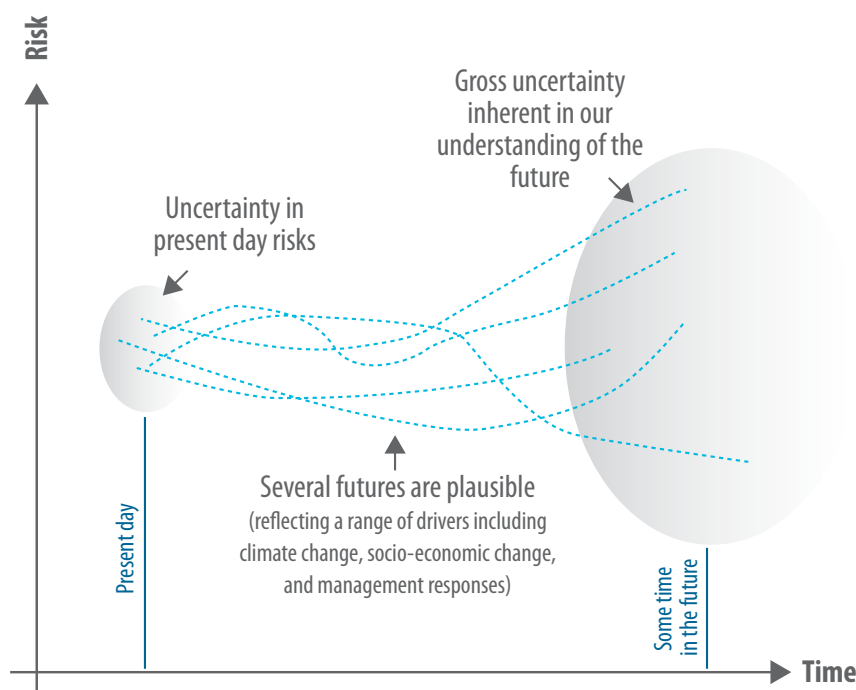 Risk
Gross uncertainty
inherent in our
understanding of the
future
Uncertainty in
present day risks
Several futures are plausible
(reflecting a range of drivers including
climate change, socio-economic change,
and management responses)
Present day
Some time
in the future
Time